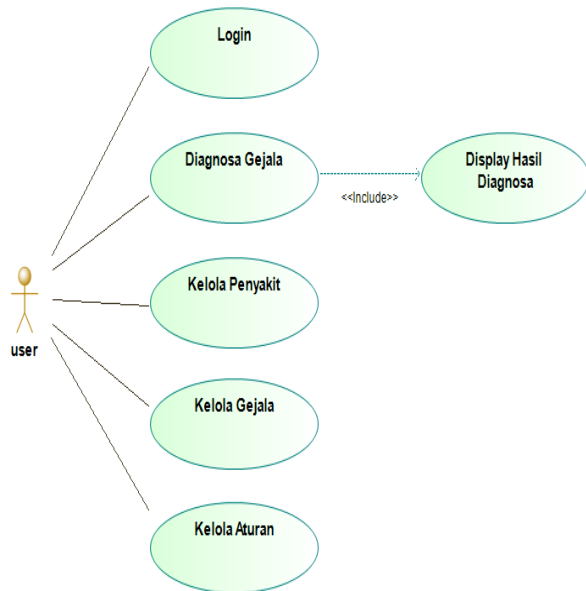 Login
Diagnosa Gejala
<<Include>>
Display Hasil
Diagnosa
Kelola Penyakit
user
Kelola Gejala
Kelola Aturan